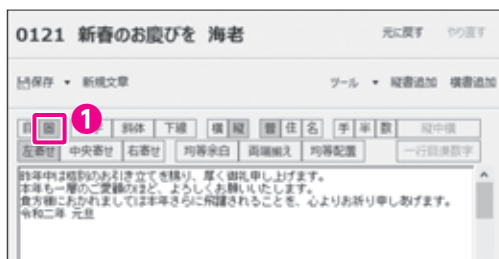 0121 新春のお慶びを 海老
元に戻す やり直す
保存 ▼ 新規文章
ツール ▼ 縦書追加 横書追加
自 固 斜体 下線 横 縦 普 住 名 手 半 数 縦中横
1
左寄せ 中央寄せ 右寄せ 均等余白 両端揃え 均等配置 一行目漢数字
昨年中は格別のお引き立てを賜り、厚く御礼申し上げます。
本年も一層のご愛顧のほど、よろしくお願いいたします。
貴方様におかれましては本年さらに飛躍されることを、心よりお祈り申しあげます。
令和二年 元旦